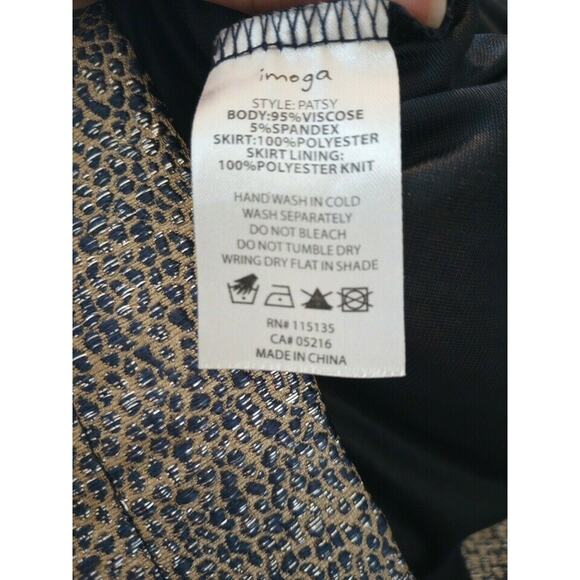 imoga
STYLE: PATSY
BODY:95%VISCOSE
5%SPANDEX
SKIRT:100%POLYESTER
SKIRT LINING:
100%POLYESTER KNIT
HAND WASH IN COLD
WASH SEPARATELY
DO NOT BLEACH
DO NOT TUMBLE DRY
WRING DRY FLAT IN SHADE
RN# 115135
CA# 05216
MADE IN CHINA